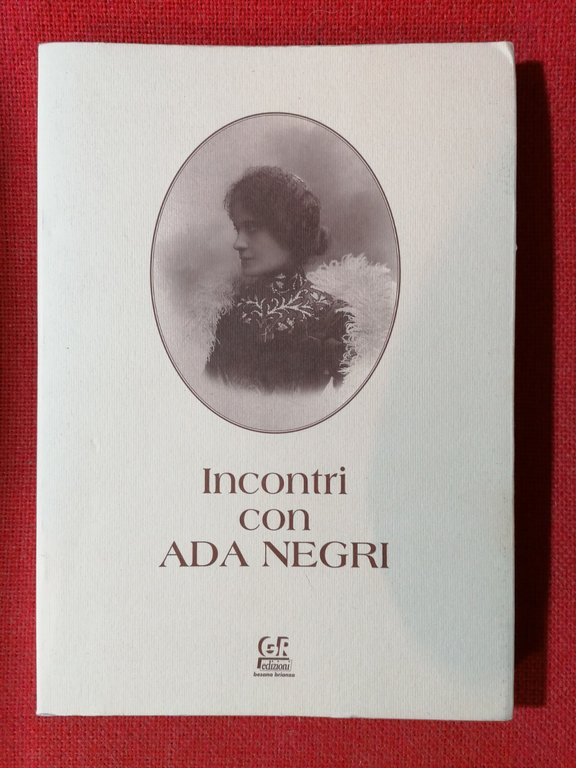 Incontri
con
ADA NEGRI
GR
edizioni
besana brianza